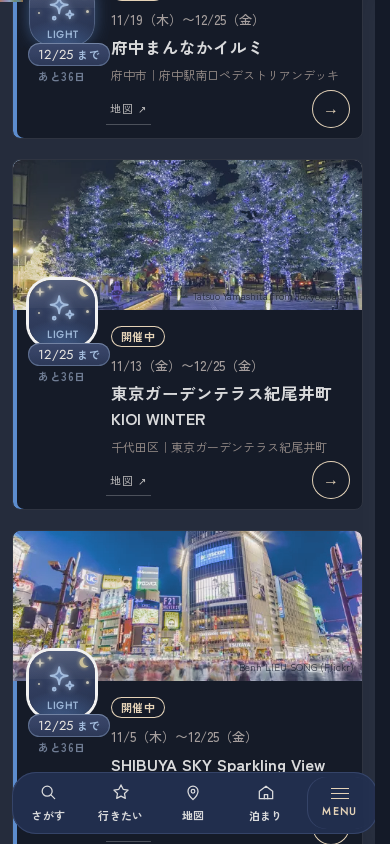 11/19（木）〜12/25（金）
LIGHT
府中まんなかイルミ
12/25 まで
あと36日
府中市｜府中駅南口ペデストリアンデッキ
地図 ↗
→
LIGHT
開催中
12/25 まで
11/13（金）〜12/25（金）
あと36日
東京ガーデンテラス紀尾井町
KIOI WINTER
千代田区｜東京ガーデンテラス紀尾井町
地図 ↗
→
Benh LIEU SONG (Flickr)
LIGHT
開催中
12/25 まで
11/5（木）〜12/25（金）
あと36日
SHIBUYA SKY Sparkling View
さがす
行きたい
地図
泊まり
MENU